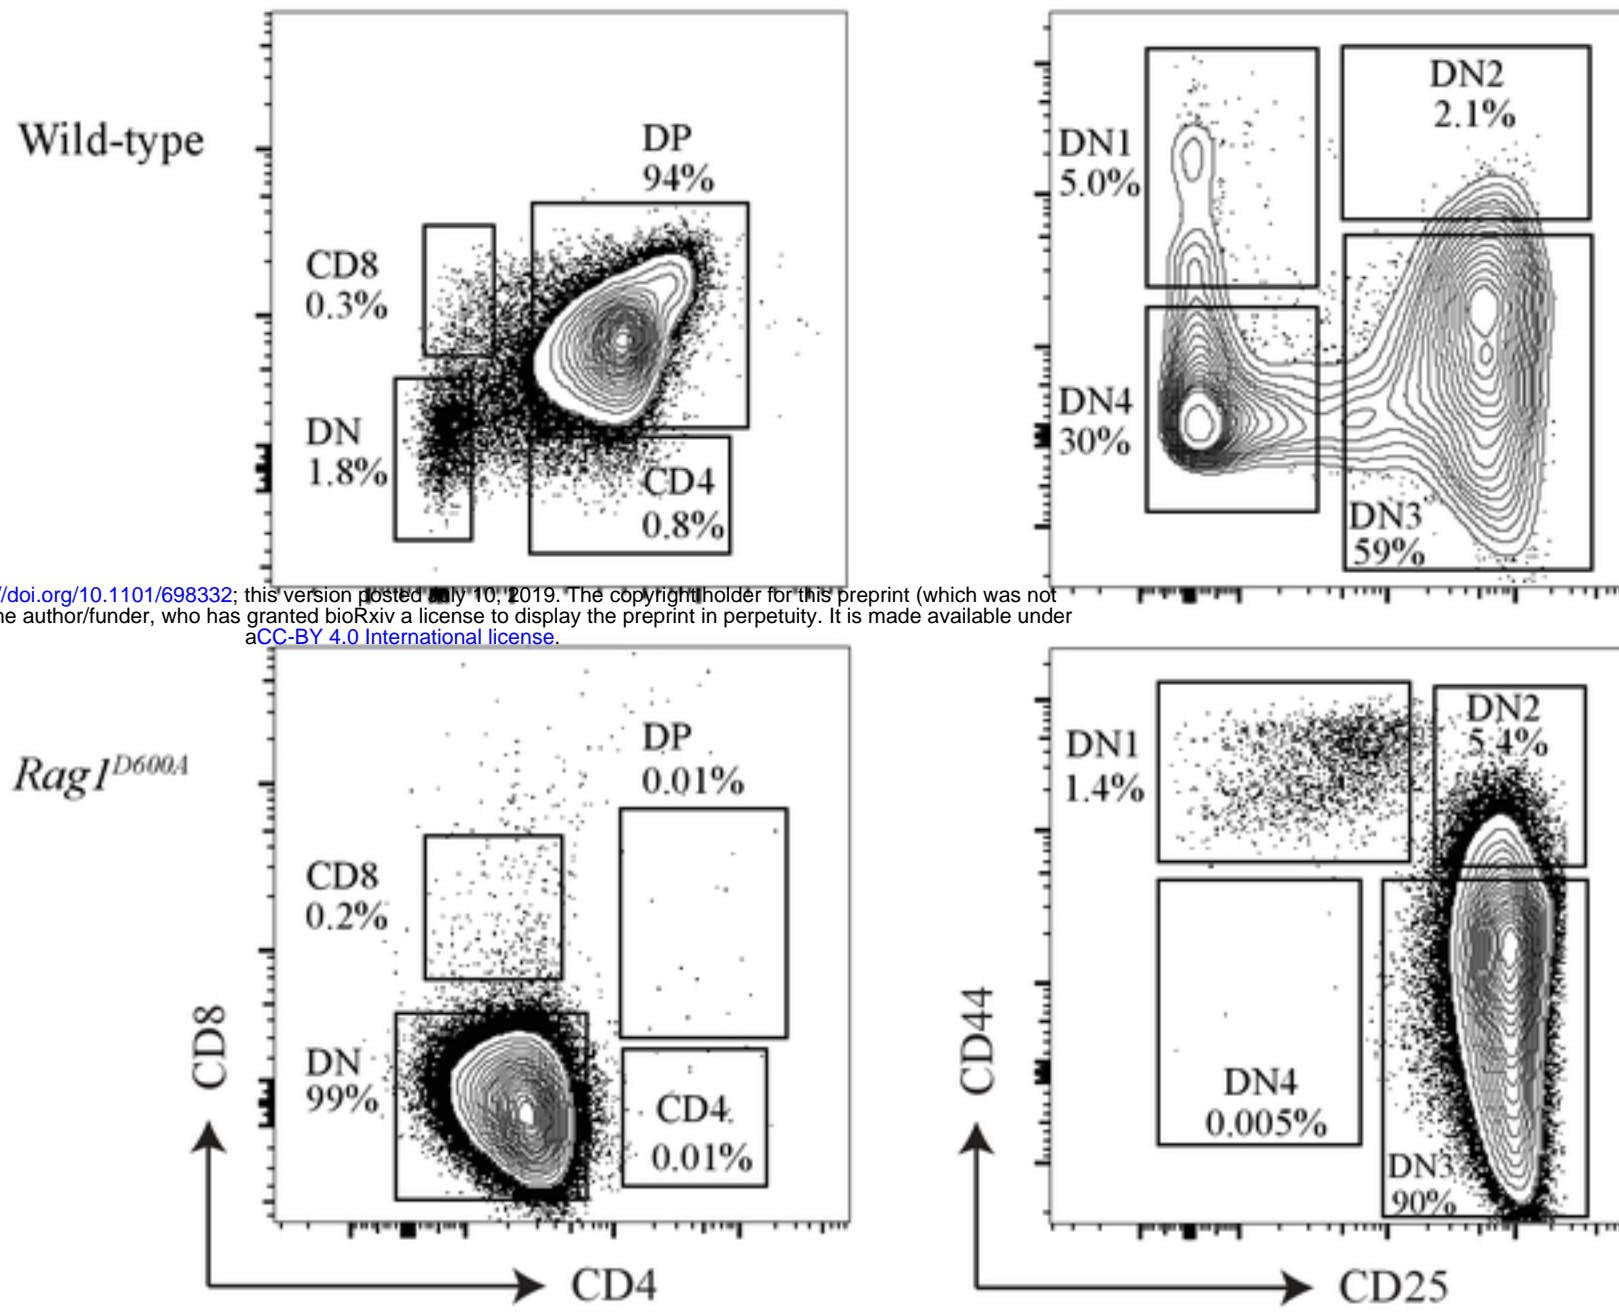 Wild-type
DP
94%
CD8
0.3%
DN
1.8%
CD4
0.8%
DN1
5.0%
DN2
2.1%
DN4
30%
DN3
59%
//doi.org/10.1101/698332; this version posted July 10, 2019. The copyright holder for this preprint (which was not
the author/funder, who has granted bioRxiv a license to display the preprint in perpetuity. It is made available under
aCC-BY 4.0 International license.
Rag1D600A
DP
0.01%
CD8
0.2%
DN
99%
CD4
0.01%
DN1
1.4%
DN2
5.4%
DN4
0.005%
DN3
90%
CD8
CD4
CD44
CD25